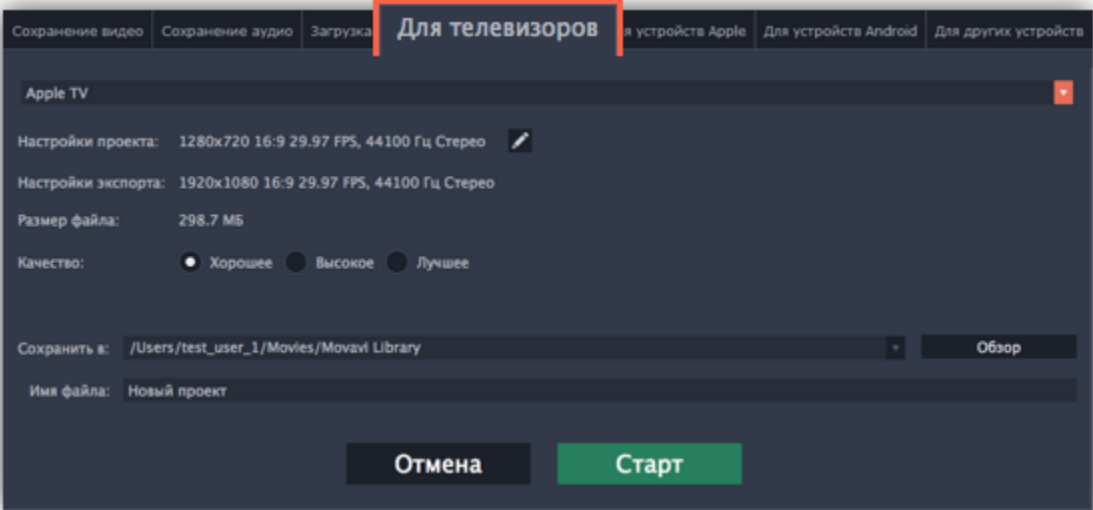 Сохранение видео Сохранение аудио Загрузка Для телевизоров устройств Apple Для устройств Android Для других устройств
Apple TV
Настройки проекта: 1280x720 16:9 29.97 FPS, 44100 Гц Стерео
Настройки экспорта: 1920x1080 16:9 29.97 FPS, 44100 Гц Стерео
Размер файла: 298.7 МБ
Качество: Хорошее Высокое Лучшее
Сохранить в: /Users/test_user_1/Movies/Movavi Library Обзор
Имя файла: Новый проект
Отмена Старт